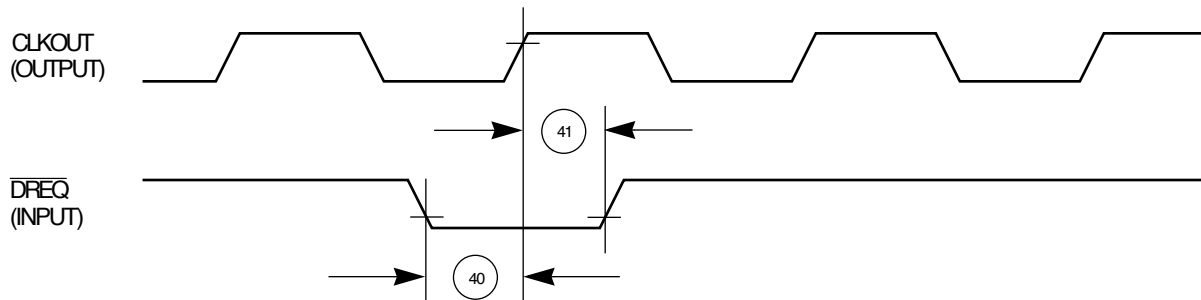 CLKOUT
(OUTPUT)
41
DREQ
(INPUT)
40